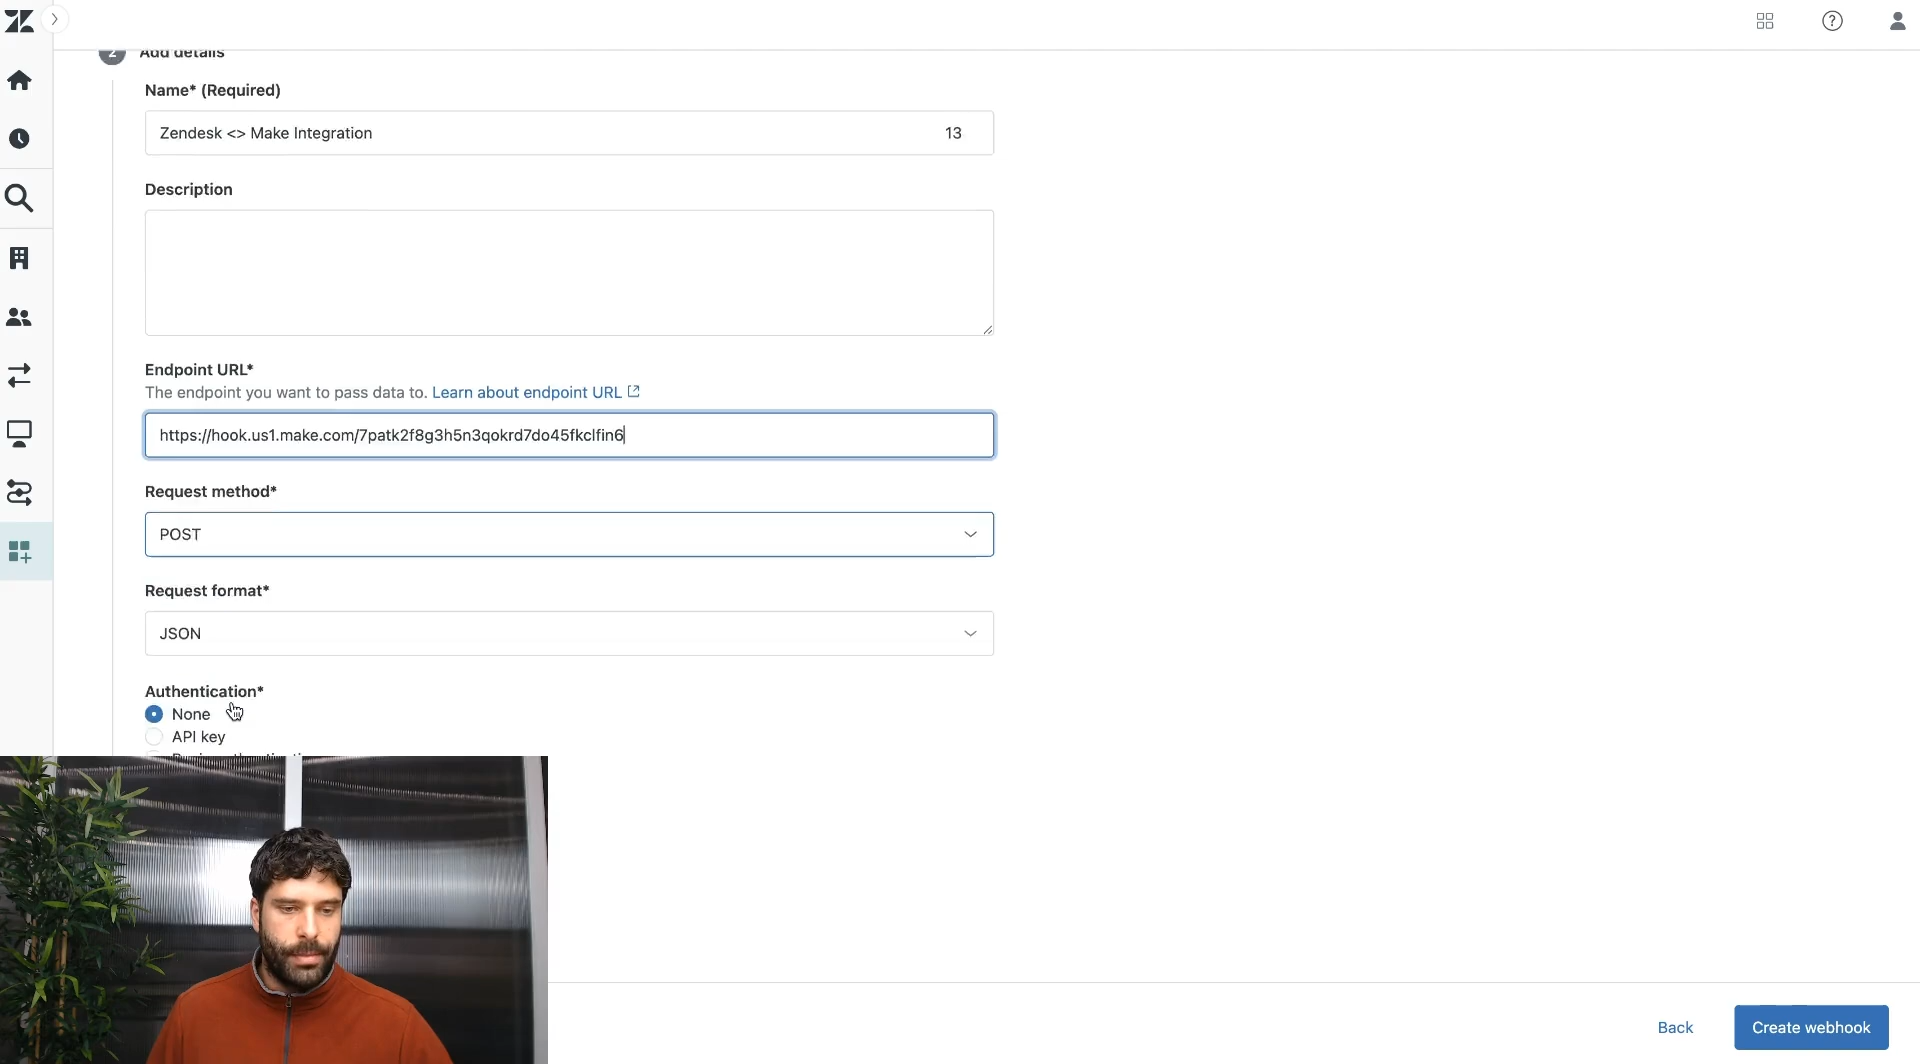 2 Add details
Name* (Required)
Zendesk <> Make Integration 13
Description
Endpoint URL*
The endpoint you want to pass data to. Learn about endpoint URL
https://hook.us1.make.com/7patk2f8g3h5n3qokrd7do45fkclfin6
Request method*
POST
Request format*
JSON
Authentication*
None
API key
Back Create webhook